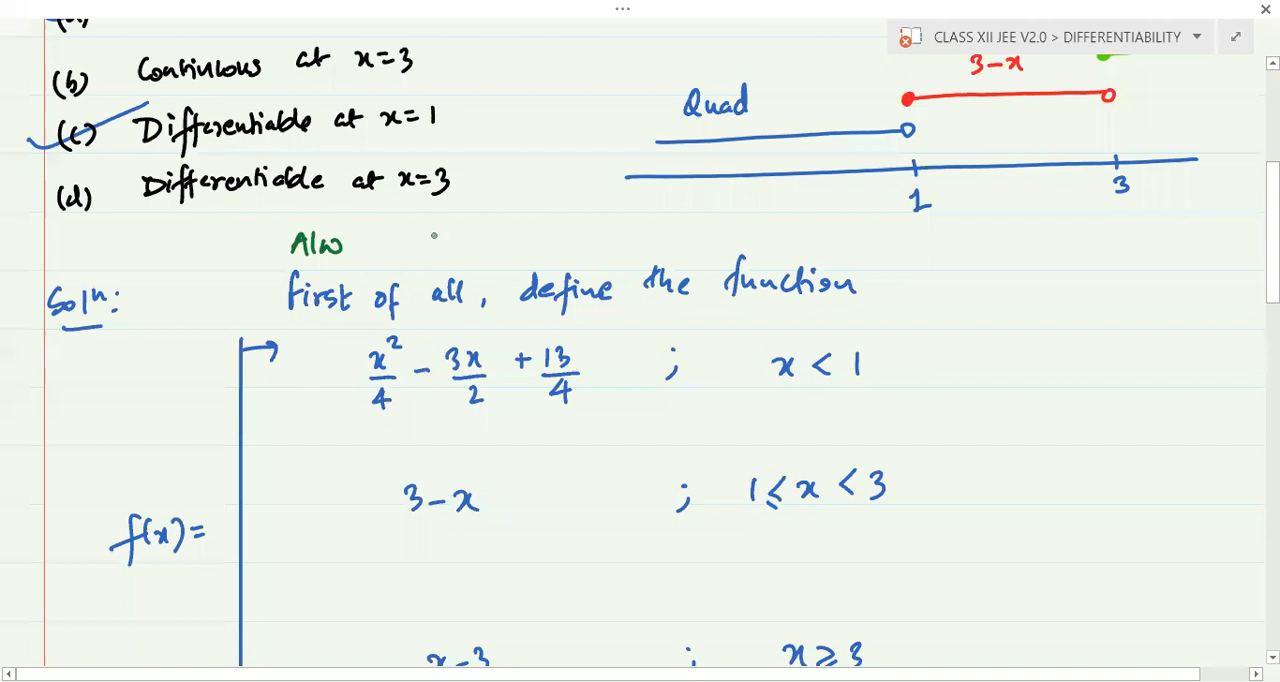 CLASS XII JEE V2.0 > DIFFERENTIABILITY
(b) Continuous at x=3
3-x
Quad
(c) Differentiable at x=1
(d) Differentiable at x=3
1 3
Also
Solⁿ: first of all, define the function
x²/4 - 3x/2 + 13/4 ; x < 1
3-x ; 1 ≤ x < 3
f(x)=
x-3 ; x ≥ 3